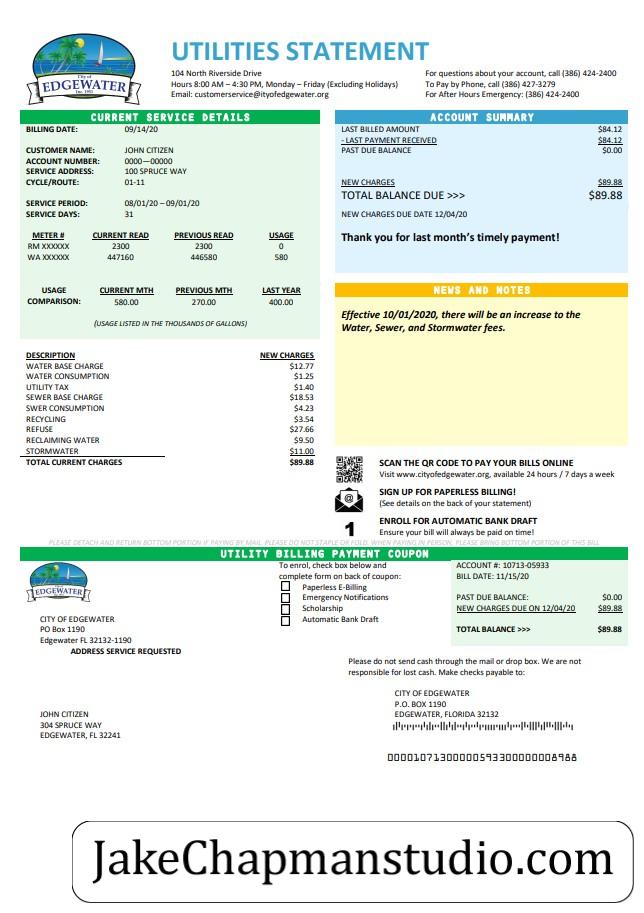 City of
EDGEWATER
Inc. 1951
UTILITIES STATEMENT
104 North Riverside Drive
Hours 8:00 AM – 4:30 PM, Monday – Friday (Excluding Holidays)
Email: customerservice@cityofedgewater.org
For questions about your account, call (386) 424-2400
To Pay by Phone, call (386) 427-3279
For After Hours Emergency: (386) 424-2400
CURRENT SERVICE DETAILS
BILLING DATE: 09/14/20
CUSTOMER NAME: JOHN CITIZEN
ACCOUNT NUMBER: 0000—00000
SERVICE ADDRESS: 100 SPRUCE WAY
CYCLE/ROUTE: 01-11
SERVICE PERIOD: 08/01/20 – 09/01/20
SERVICE DAYS: 31
METER # CURRENT READ PREVIOUS READ USAGE
RM XXXXXX 2300 2300 0
WA XXXXXX 447160 446580 580
USAGE CURRENT MTH PREVIOUS MTH LAST YEAR
COMPARISON: 580.00 270.00 400.00
(USAGE LISTED IN THE THOUSANDS OF GALLONS)
DESCRIPTION NEW CHARGES
WATER BASE CHARGE $12.77
WATER CONSUMPTION $1.25
UTILITY TAX $1.40
SEWER BASE CHARGE $18.53
SWER CONSUMPTION $4.23
RECYCLING $3.54
REFUSE $27.66
RECLAIMING WATER $9.50
STORMWATER $11.00
TOTAL CURRENT CHARGES $89.88
ACCOUNT SUMMARY
LAST BILLED AMOUNT $84.12
- LAST PAYMENT RECEIVED $84.12
PAST DUE BALANCE $0.00
NEW CHARGES $89.88
TOTAL BALANCE DUE >>> $89.88
NEW CHARGES DUE DATE 12/04/20
Thank you for last month's timely payment!
NEWS AND NOTES
Effective 10/01/2020, there will be an increase to the
Water, Sewer, and Stormwater fees.
SCAN THE QR CODE TO PAY YOUR BILLS ONLINE
Visit www.cityofedgewater.org, available 24 hours / 7 days a week
@
SIGN UP FOR PAPERLESS BILLING!
(See details on the back of your statement)
1
ENROLL FOR AUTOMATIC BANK DRAFT
Ensure your bill will always be paid on time!
PLEASE DETACH AND RETURN BOTTOM PORTION IF PAYING BY MAIL. PLEASE DO NOT STAPLE OR FOLD. WHEN PAYING IN PERSON, PLEASE BRING BOTTOM PORTION OF THIS BILL
UTILITY BILLING PAYMENT COUPON
EDGEWATER
CITY OF EDGEWATER
PO Box 1190
Edgewater FL 32132-1190
ADDRESS SERVICE REQUESTED
To enrol, check box below and
complete form on back of coupon:
Paperless E-Billing
Emergency Notifications
Scholarship
Automatic Bank Draft
ACCOUNT #: 10713-05933
BILL DATE: 11/15/20
PAST DUE BALANCE: $0.00
NEW CHARGES DUE ON 12/04/20 $89.88
TOTAL BALANCE >>> $89.88
Please do not send cash through the mail or drop box. We are not
responsible for lost cash. Make checks payable to:
CITY OF EDGEWATER
P.O. BOX 1190
EDGEWATER, FLORIDA 32132
JOHN CITIZEN
304 SPRUCE WAY
EDGEWATER, FL 32241
0000107130000059330000000​8988
JakeChapmanstudio.com